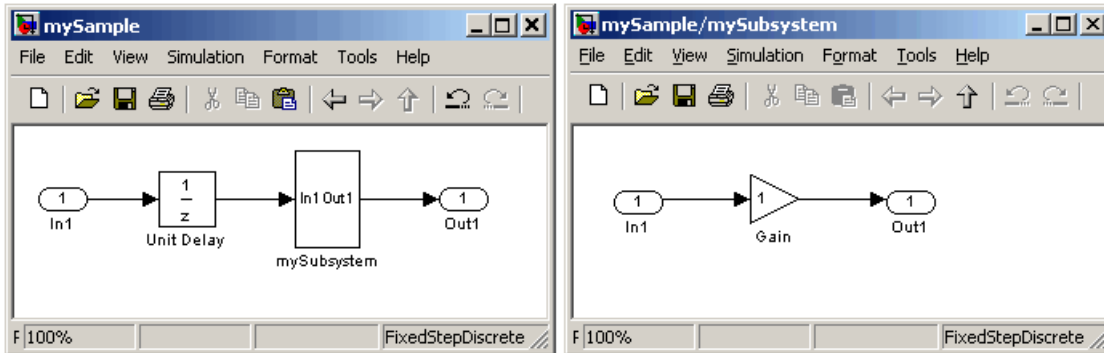 mySample
File Edit View Simulation Format Tools Help
1
In1
1
z
Unit Delay
In1 Out1
mySubsystem
1
Out1
F 100%
FixedStepDiscrete
mySample/mySubsystem
File Edit View Simulation Format Tools Help
1
In1
1
Gain
1
Out1
F 100%
FixedStepDiscrete